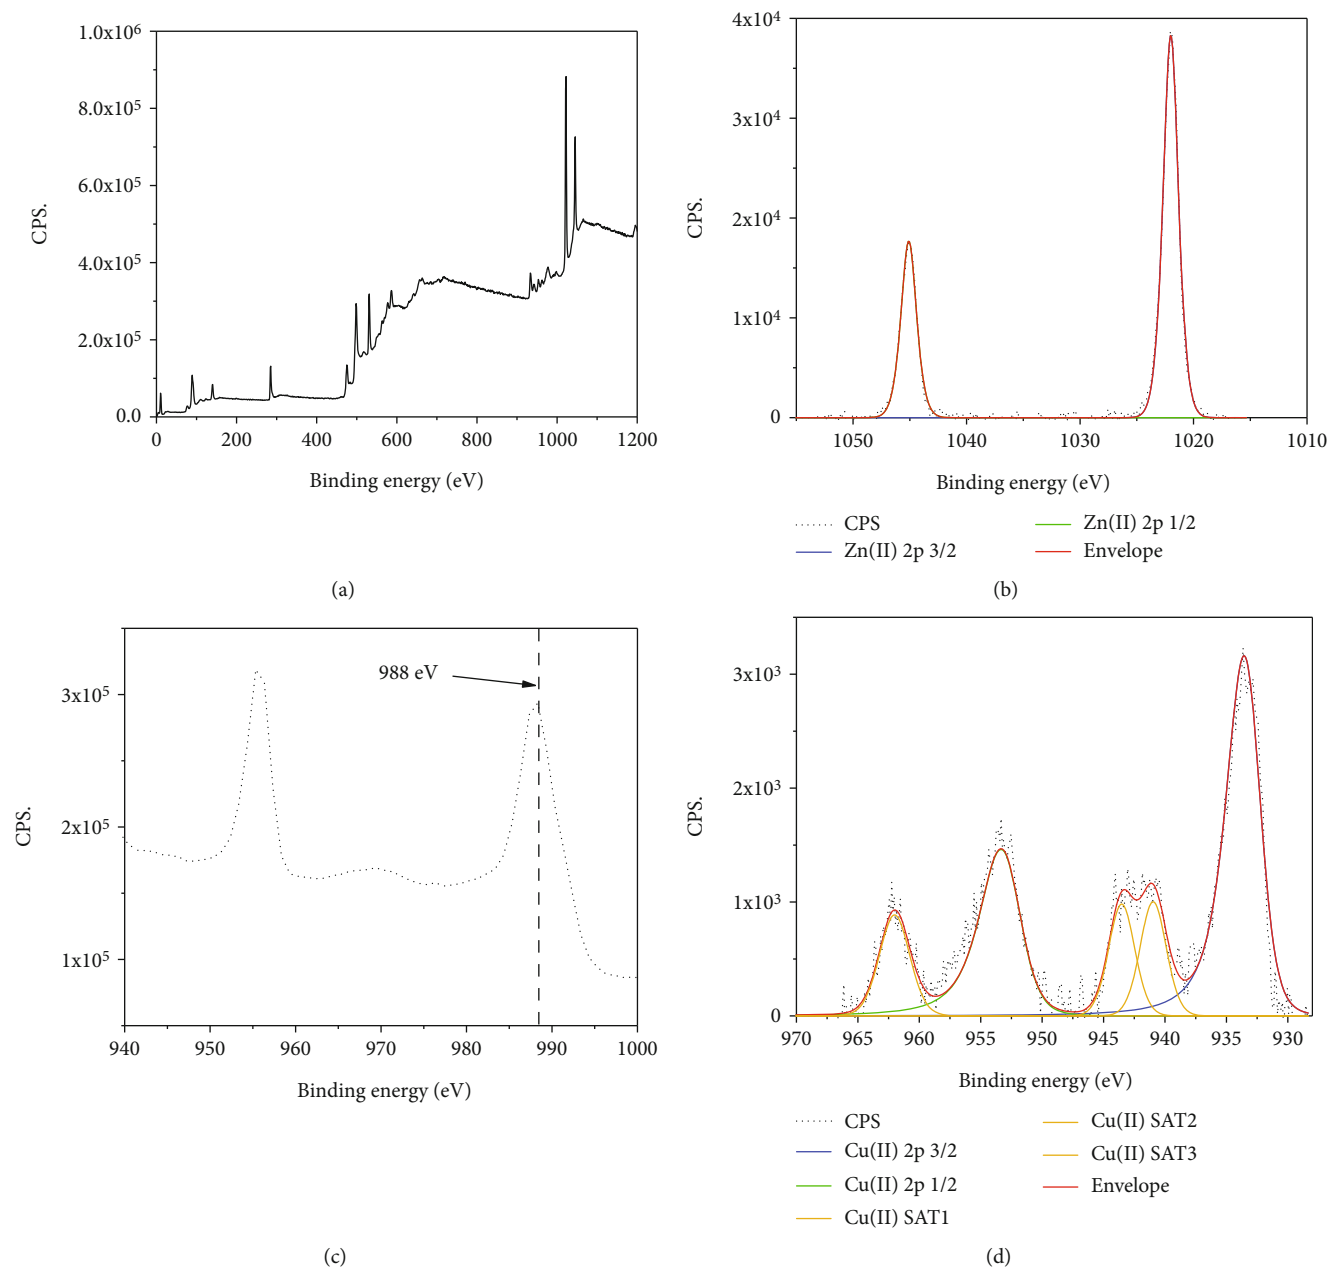 1.0x10⁶
8.0x10⁵
6.0x10⁵
4.0x10⁵
2.0x10⁵
0.0
CPS.
0 200 400 600 800 1000 1200
Binding energy (eV)
(a)
4x10⁴
3x10⁴
2x10⁴
1x10⁴
0
CPS.
1050 1040 1030 1020 1010
Binding energy (eV)
CPS
Zn(II) 2p 3/2
Zn(II) 2p 1/2
Envelope
(b)
988 eV
3x10⁵
2x10⁵
1x10⁵
CPS.
940 950 960 970 980 990 1000
Binding energy (eV)
(c)
3x10³
2x10³
1x10³
0
CPS.
970 965 960 955 950 945 940 935 930
Binding energy (eV)
CPS
Cu(II) 2p 3/2
Cu(II) 2p 1/2
Cu(II) SAT1
Cu(II) SAT2
Cu(II) SAT3
Envelope
(d)